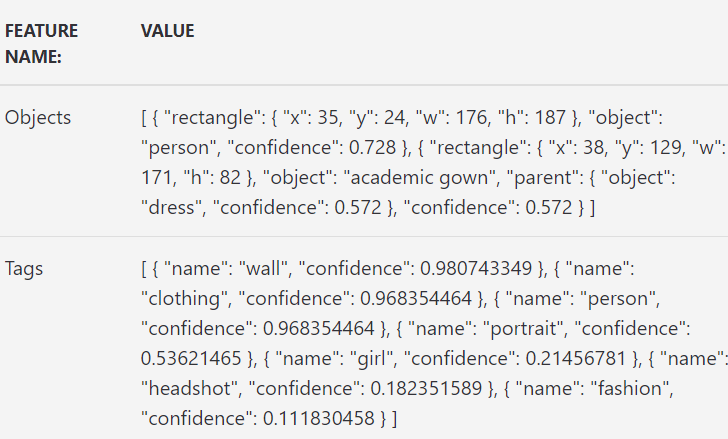 FEATURE NAME: VALUE
Objects [ { "rectangle": { "x": 35, "y": 24, "w": 176, "h": 187 }, "object":
"person", "confidence": 0.728 }, { "rectangle": { "x": 38, "y": 129, "w":
171, "h": 82 }, "object": "academic gown", "parent": { "object":
"dress", "confidence": 0.572 }, "confidence": 0.572 } ]
Tags [ { "name": "wall", "confidence": 0.980743349 }, { "name":
"clothing", "confidence": 0.968354464 }, { "name": "person",
"confidence": 0.968354464 }, { "name": "portrait", "confidence":
0.53621465 }, { "name": "girl", "confidence": 0.21456781 }, { "name":
"headshot", "confidence": 0.182351589 }, { "name": "fashion",
"confidence": 0.111830458 } ]